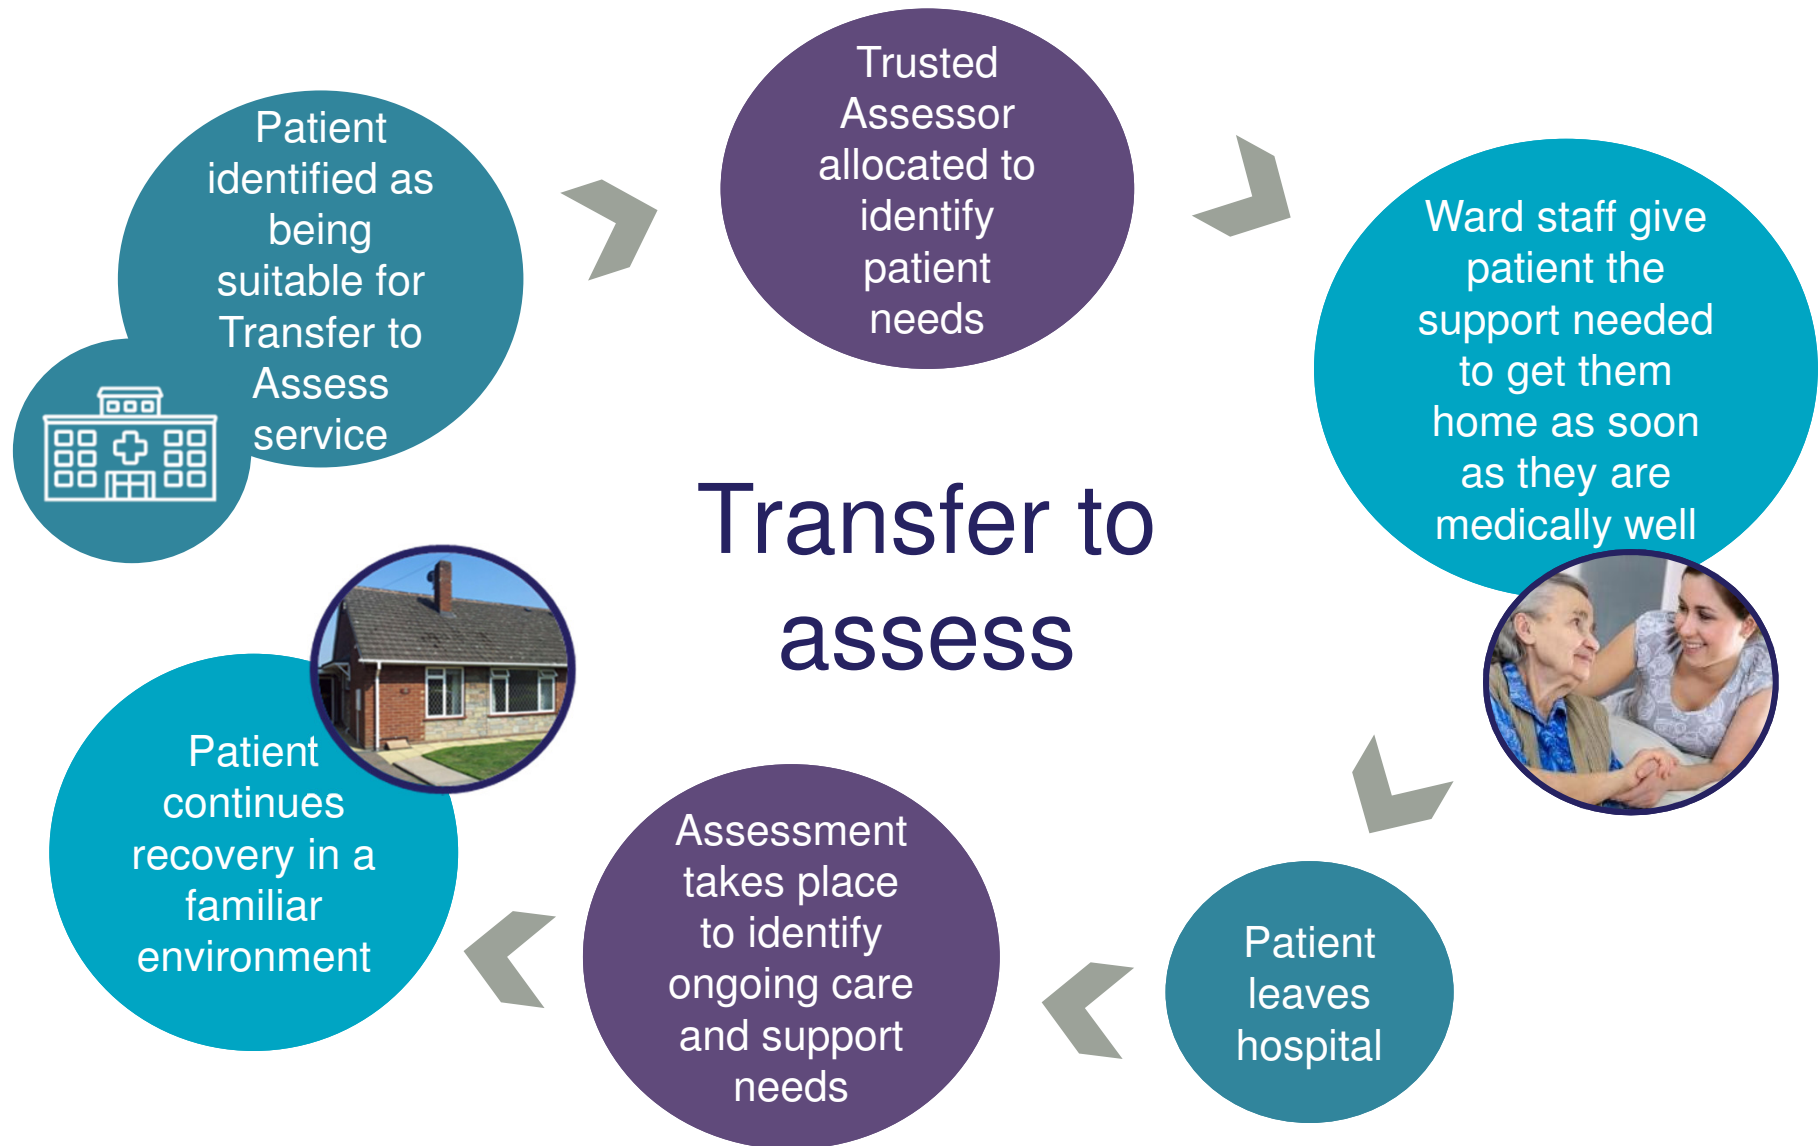 Patient
identified as
being
suitable for
Transfer to
Assess
service
Trusted
Assessor
allocated to
identify
patient
needs
Ward staff give
patient the
support needed
to get them
home as soon
as they are
medically well
Transfer to
assess
Patient
leaves
hospital
Assessment
takes place
to identify
ongoing care
and support
needs
Patient
continues
recovery in a
familiar
environment